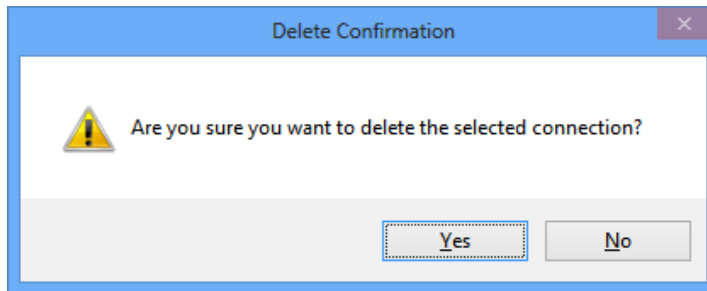 Delete Confirmation
Are you sure you want to delete the selected connection?
Yes No